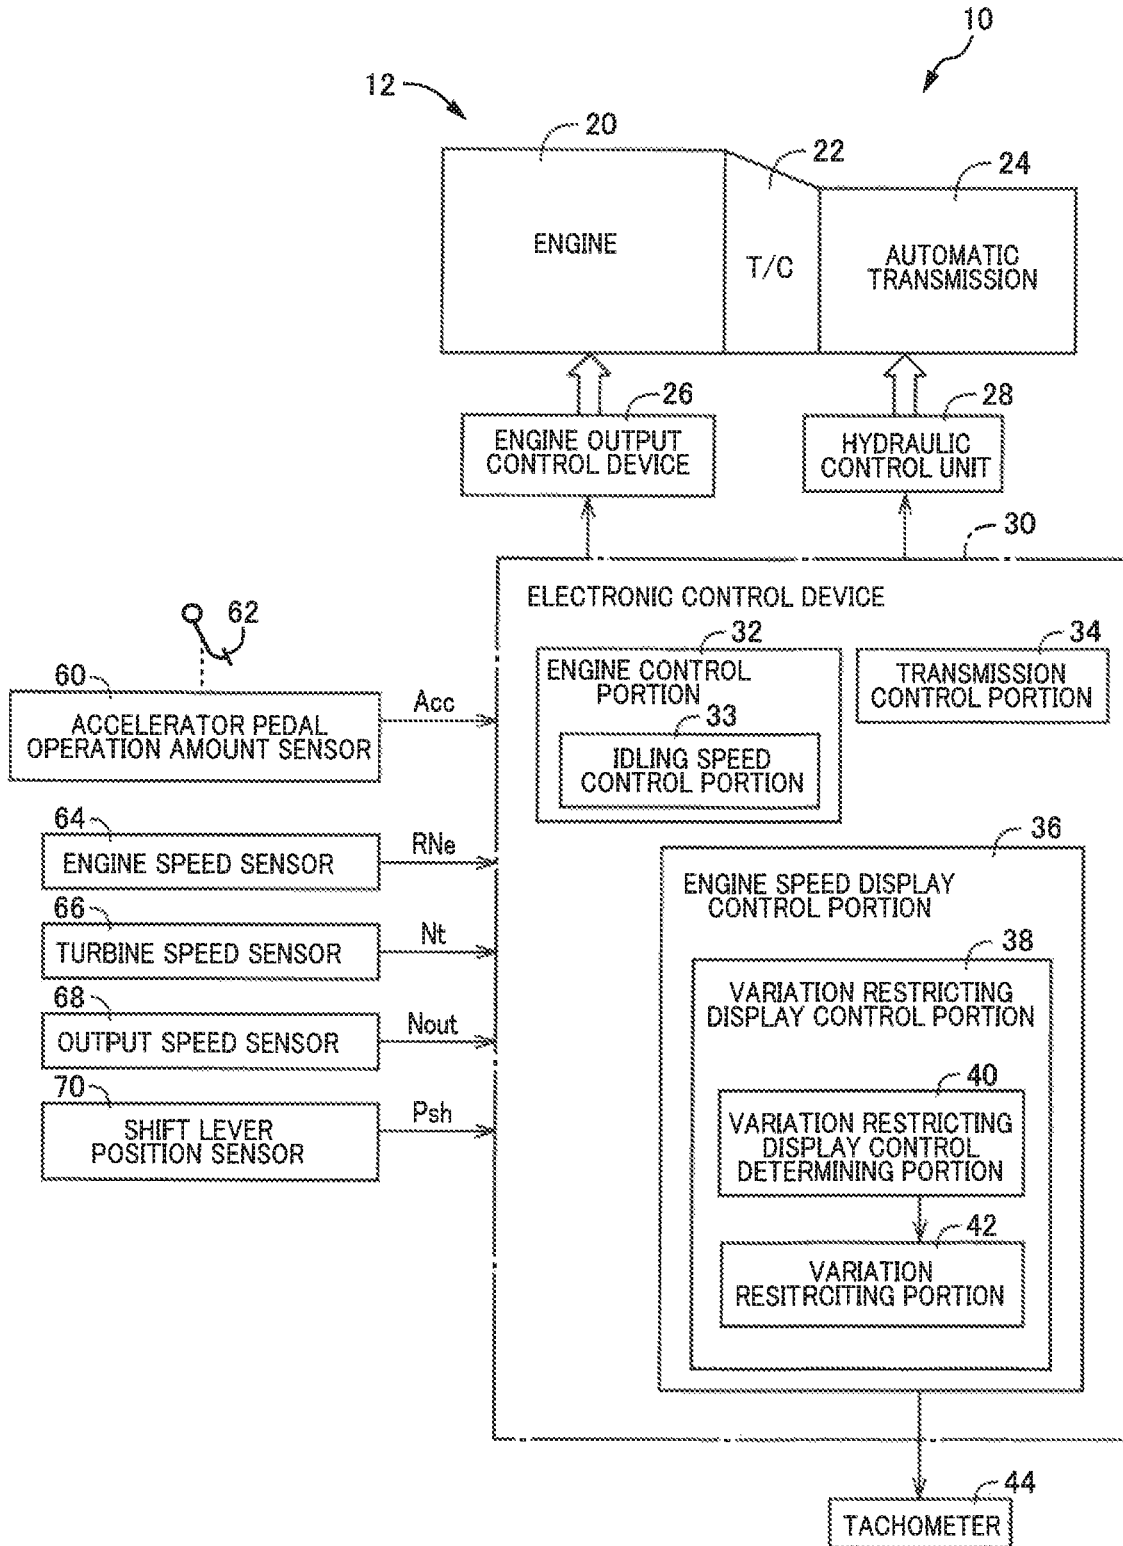 10
12
20
22
24
ENGINE
T/C
AUTOMATIC
TRANSMISSION
26
28
ENGINE OUTPUT
CONTROL DEVICE
HYDRAULIC
CONTROL UNIT
30
ELECTRONIC CONTROL DEVICE
62
32
34
ENGINE CONTROL
PORTION
TRANSMISSION
CONTROL PORTION
60
Acc
ACCELERATOR PEDAL
OPERATION AMOUNT SENSOR
33
IDLING SPEED
CONTROL PORTION
64
RNe
ENGINE SPEED SENSOR
36
ENGINE SPEED DISPLAY
CONTROL PORTION
66
Nt
TURBINE SPEED SENSOR
38
VARIATION RESTRICTING
DISPLAY CONTROL PORTION
68
Nout
OUTPUT SPEED SENSOR
70
Psh
SHIFT LEVER
POSITION SENSOR
40
VARIATION RESTRICTING
DISPLAY CONTROL
DETERMINING PORTION
42
VARIATION
RESITRCITING PORTION
44
TACHOMETER